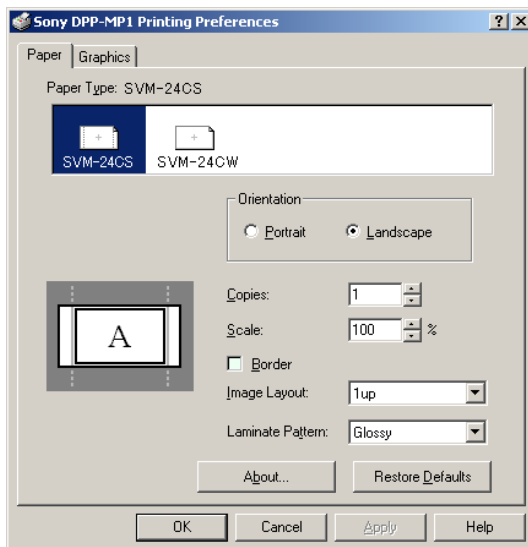 Sony DPP-MP1 Printing Preferences
Paper Graphics
Paper Type: SVM-24CS
SVM-24CS SVM-24CW
Orientation
Portrait Landscape
Copies: 1
Scale: 100 %
A
Border
Image Layout: 1up
Laminate Pattern: Glossy
About... Restore Defaults
OK Cancel Apply Help